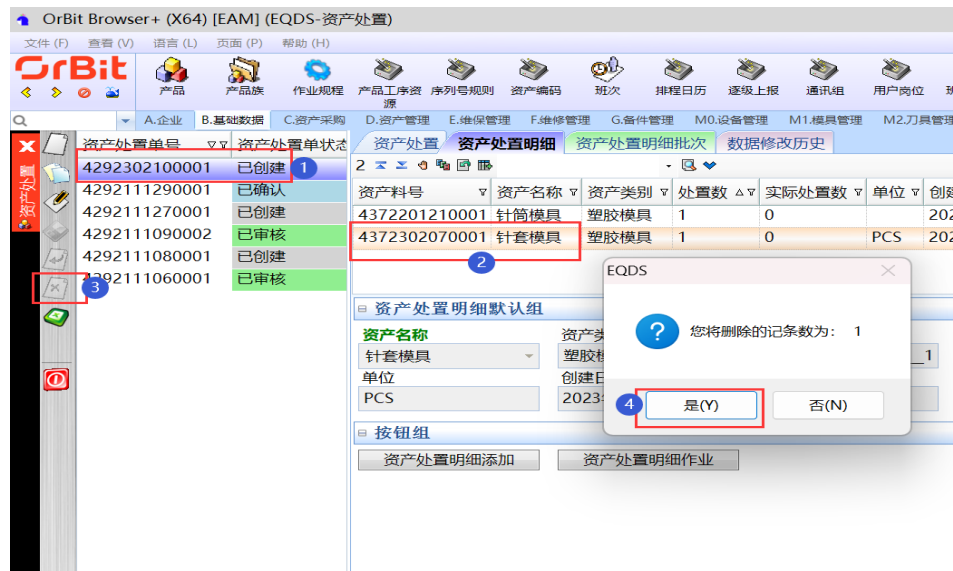 OrBit Browser+ (X64) [EAM] (EQDS-资产处置)
文件 (F) 查看 (V) 语言 (L) 页面 (P) 帮助 (H)
OrBit
产品 产品族 作业规程 产品工序资源 序列号规则 资产编码 班次 排程日历 逐级上报 通讯组 用户岗位
A.企业 B.基础数据 C.资产采购 D.资产管理 E.维保管理 F.维修管理 G.备件管理 M0.设备管理 M1.模具管理 M2.刀具管理
资产处置
资产处置单号 资产处置单状态
4292302100001 已创建 1
4292111290001 已确认
4292111270001 已创建
4292111090002 已审核
4292111080001 已创建
4292111060001 已审核
3
资产处置 资产处置明细 资产处置明细批次 数据修改历史
2
资产料号 资产名称 资产类别 处置数 实际处置数 单位 创建
4372201210001 针筒模具 塑胶模具 1 0 202
4372302070001 针套模具 塑胶模具 1 0 PCS 202
2
EQDS
您将删除的记条数为： 1
4 是(Y) 否(N)
资产处置明细默认组
资产名称 资产类
针套模具 塑胶模 _1
单位 创建日
PCS 2023
按钮组
资产处置明细添加 资产处置明细作业